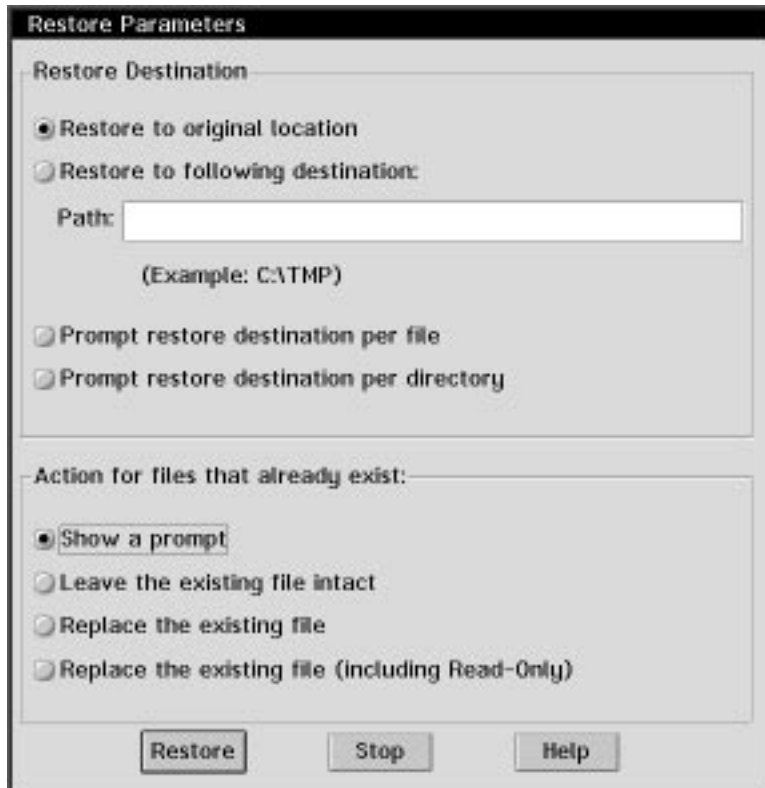 Restore Parameters
Restore Destination
Restore to original location
Restore to following destination:
Path:
(Example: C:\TMP)
Prompt restore destination per file
Prompt restore destination per directory
Action for files that already exist:
Show a prompt
Leave the existing file intact
Replace the existing file
Replace the existing file (including Read-Only)
Restore Stop Help